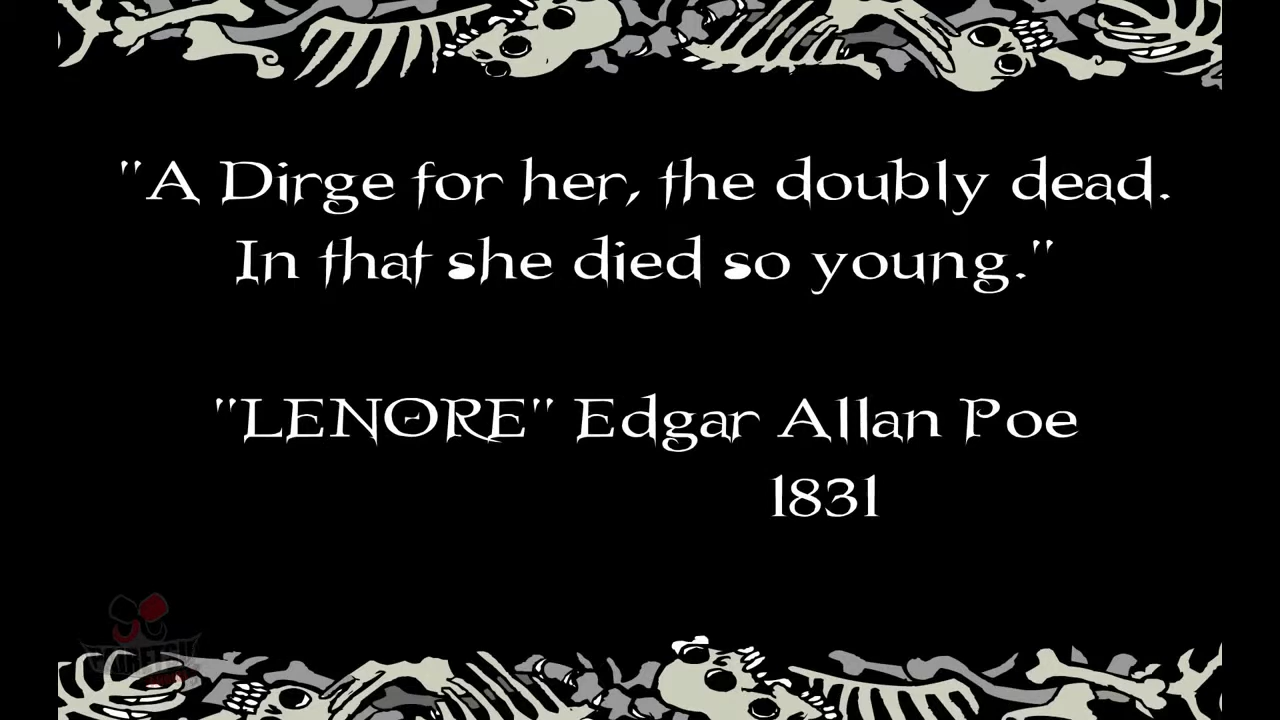 "A Dirge for her, the doubly dead.
In that she died so young."
"LENORE" Edgar Allan Poe
1831